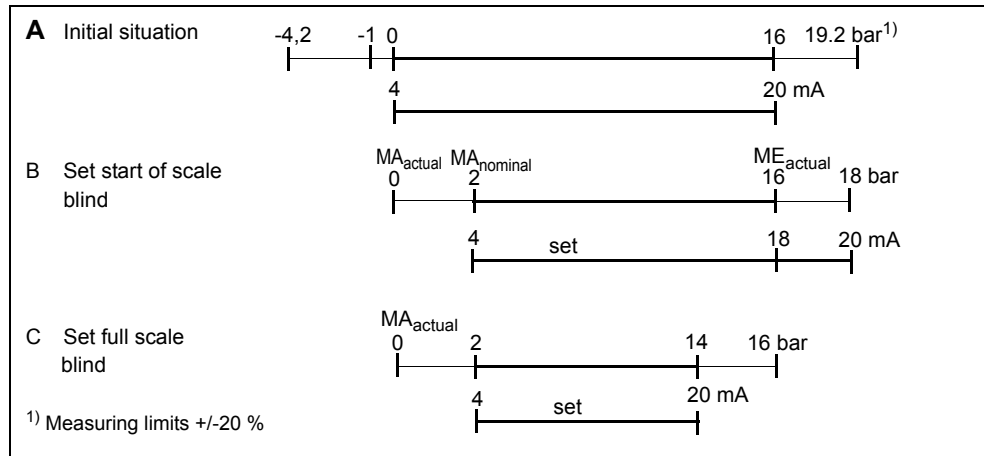 A Initial situation -4,2 -1 0 16 19.2 bar1)
4 20 mA
MAactual MAnominal MEactual
B Set start of scale 0 2 16 18 bar
blind
4 set 18 20 mA
MAactual
C Set full scale 0 2 14 16 bar
blind
4 set 20 mA
1) Measuring limits +/-20 %